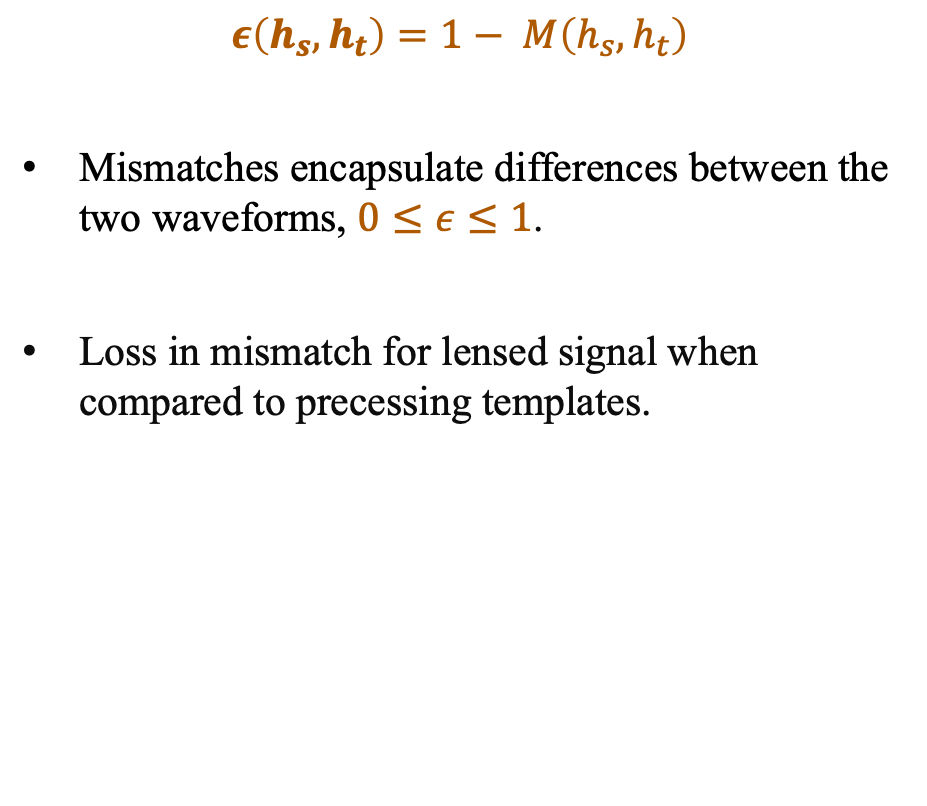 ϵ(hₛ, hₜ) = 1 − M(hₛ, hₜ)
• Mismatches encapsulate differences between the
two waveforms, 0 ≤ ϵ ≤ 1.
• Loss in mismatch for lensed signal when
compared to precessing templates.